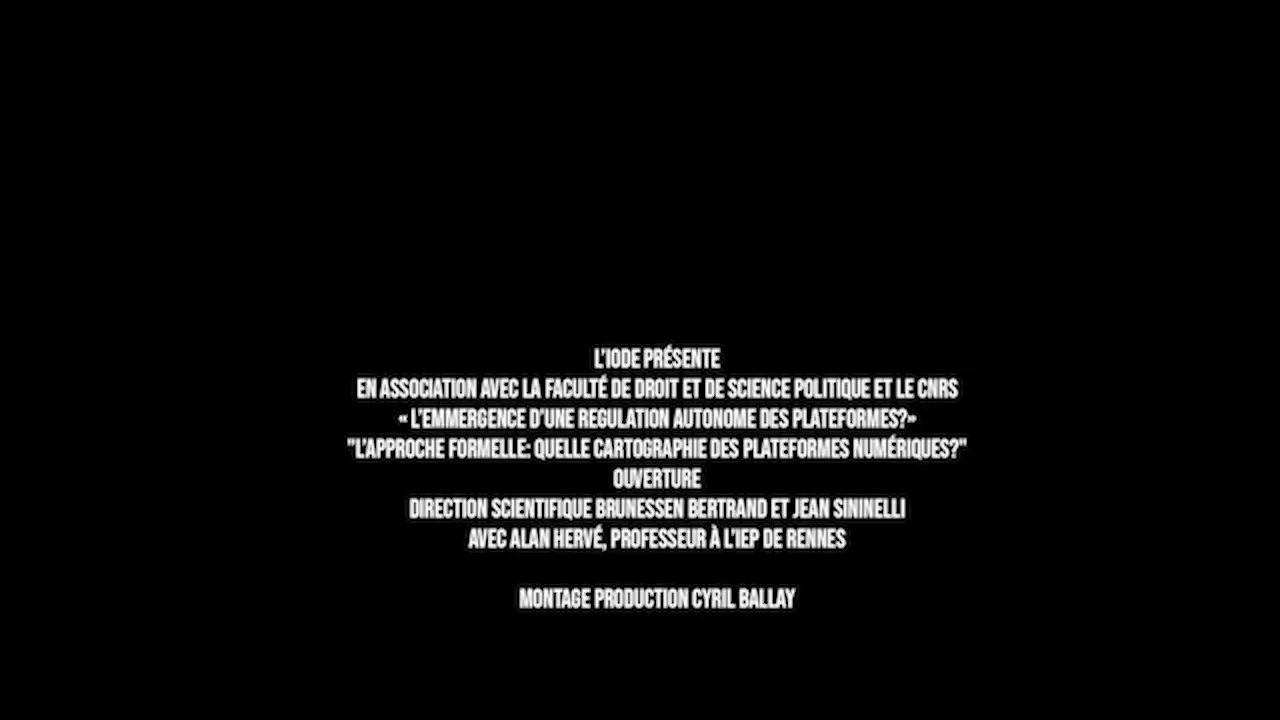 L'IODE PRÉSENTE
EN ASSOCIATION AVEC LA FACULTÉ DE DROIT ET DE SCIENCE POLITIQUE ET LE CNRS
« L'EMMERGENCE D'UNE REGULATION AUTONOME DES PLATEFORMES?»
"L'APPROCHE FORMELLE: QUELLE CARTOGRAPHIE DES PLATEFORMES NUMÉRIQUES?"
OUVERTURE
DIRECTION SCIENTIFIQUE BRUNESSEN BERTRAND ET JEAN SININELLI
AVEC ALAN HERVÉ, PROFESSEUR À L'IEP DE RENNES
MONTAGE PRODUCTION CYRIL BALLAY